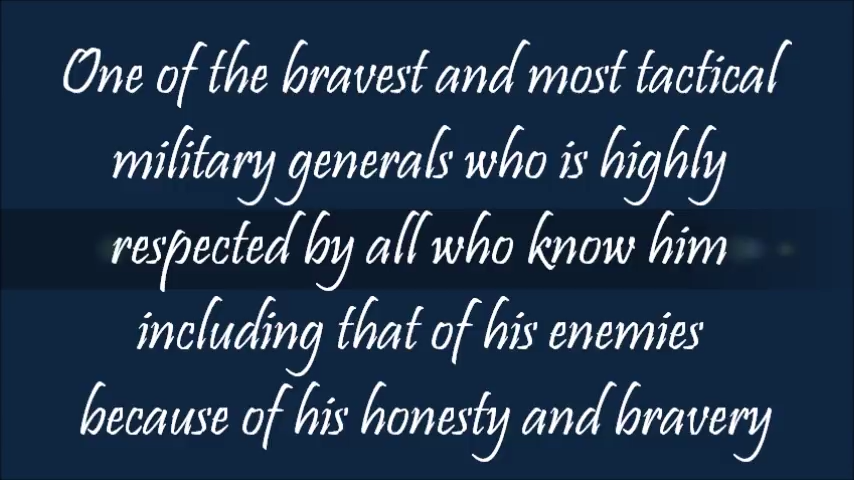 One of the bravest and most tactical
military generals who is highly
respected by all who know him
including that of his enemies
because of his honesty and bravery